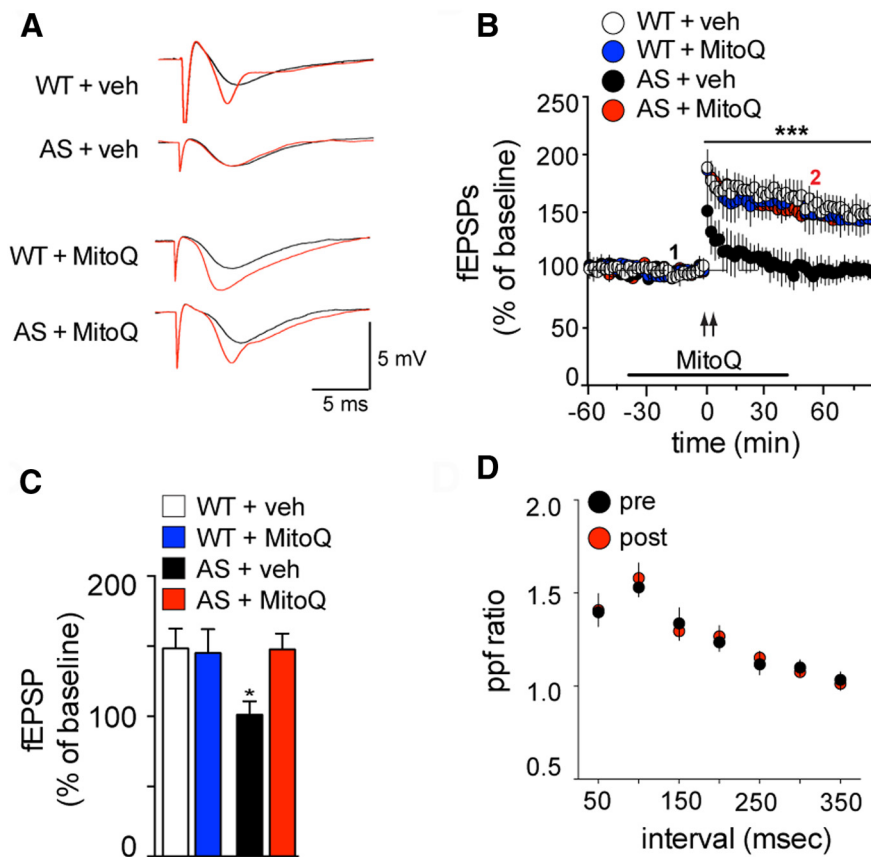 A
WT + veh
AS + veh
WT + MitoQ
AS + MitoQ
5 mV
5 ms
B
WT + veh
WT + MitoQ
AS + veh
AS + MitoQ
250
200
150
100
50
0
fEPSPs
(% of baseline)
***
1
2
MitoQ
-60 -30 0 30 60
time (min)
C
WT + veh
WT + MitoQ
AS + veh
AS + MitoQ
200
100
0
fEPSP
(% of baseline)
*
D
pre
post
2.0
1.5
1.0
0.5
ppf ratio
50 150 250 350
interval (msec)